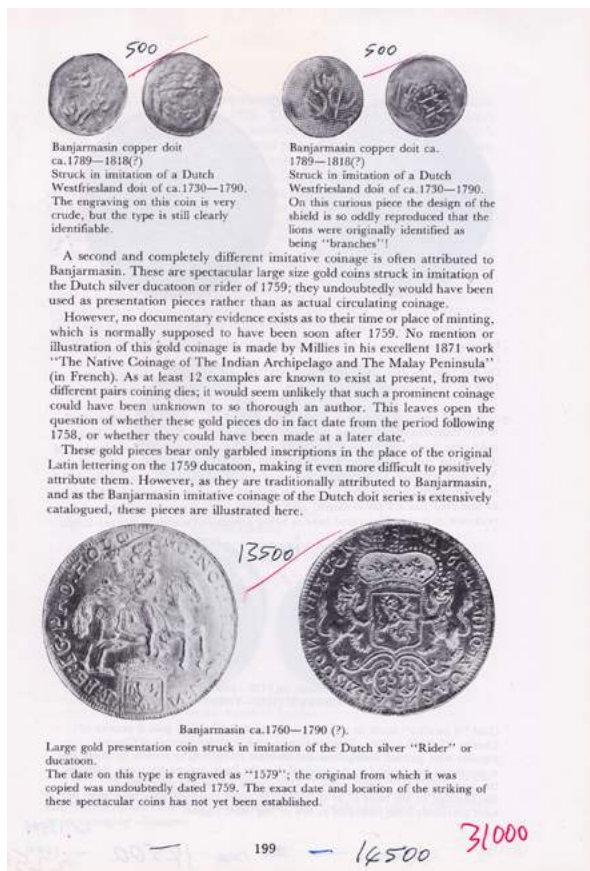 500
500
Banjarmasin copper doit
ca.1789—1818(?)
Struck in imitation of a Dutch
Westfriesland doit of ca.1730—1790.
The engraving on this coin is very
crude, but the type is still clearly
identifiable.
Banjarmasin copper doit ca.
1789—1818(?)
Struck in imitation of a Dutch
Westfriesland doit of ca.1730—1790.
On this curious piece the design of the
shield is so oddly reproduced that the
lions were originally identified as
being "branches"!
A second and completely different imitative coinage is often attributed to
Banjarmasin. These are spectacular large size gold coins struck in imitation of
the Dutch silver ducatoon or rider of 1759; they undoubtedly would have been
used as presentation pieces rather than as actual circulating coinage.
However, no documentary evidence exists as to their time or place of minting,
which is normally supposed to have been soon after 1759. No mention or
illustration of this gold coinage is made by Millies in his excellent 1871 work
"The Native Coinage of The Indian Archipelago and The Malay Peninsula"
(in French). As at least 12 examples are known to exist at present, from two
different pairs coining dies; it would seem unlikely that such a prominent coinage
could have been unknown to so thorough an author. This leaves open the
question of whether these gold pieces do in fact date from the period following
1758, or whether they could have been made at a later date.
These gold pieces bear only garbled inscriptions in the place of the original
Latin lettering on the 1759 ducatoon, making it even more difficult to positively
attribute them. However, as they are traditionally attributed to Banjarmasin,
and as the Banjarmasin imitative coinage of the Dutch doit series is extensively
catalogued, these pieces are illustrated here.
13500
Banjarmasin ca.1760—1790 (?).
Large gold presentation coin struck in imitation of the Dutch silver "Rider" or
ducatoon.
The date on this type is engraved as "1579"; the original from which it was
copied was undoubtedly dated 1759. The exact date and location of the striking of
these spectacular coins has not yet been established.
199
14500
31000